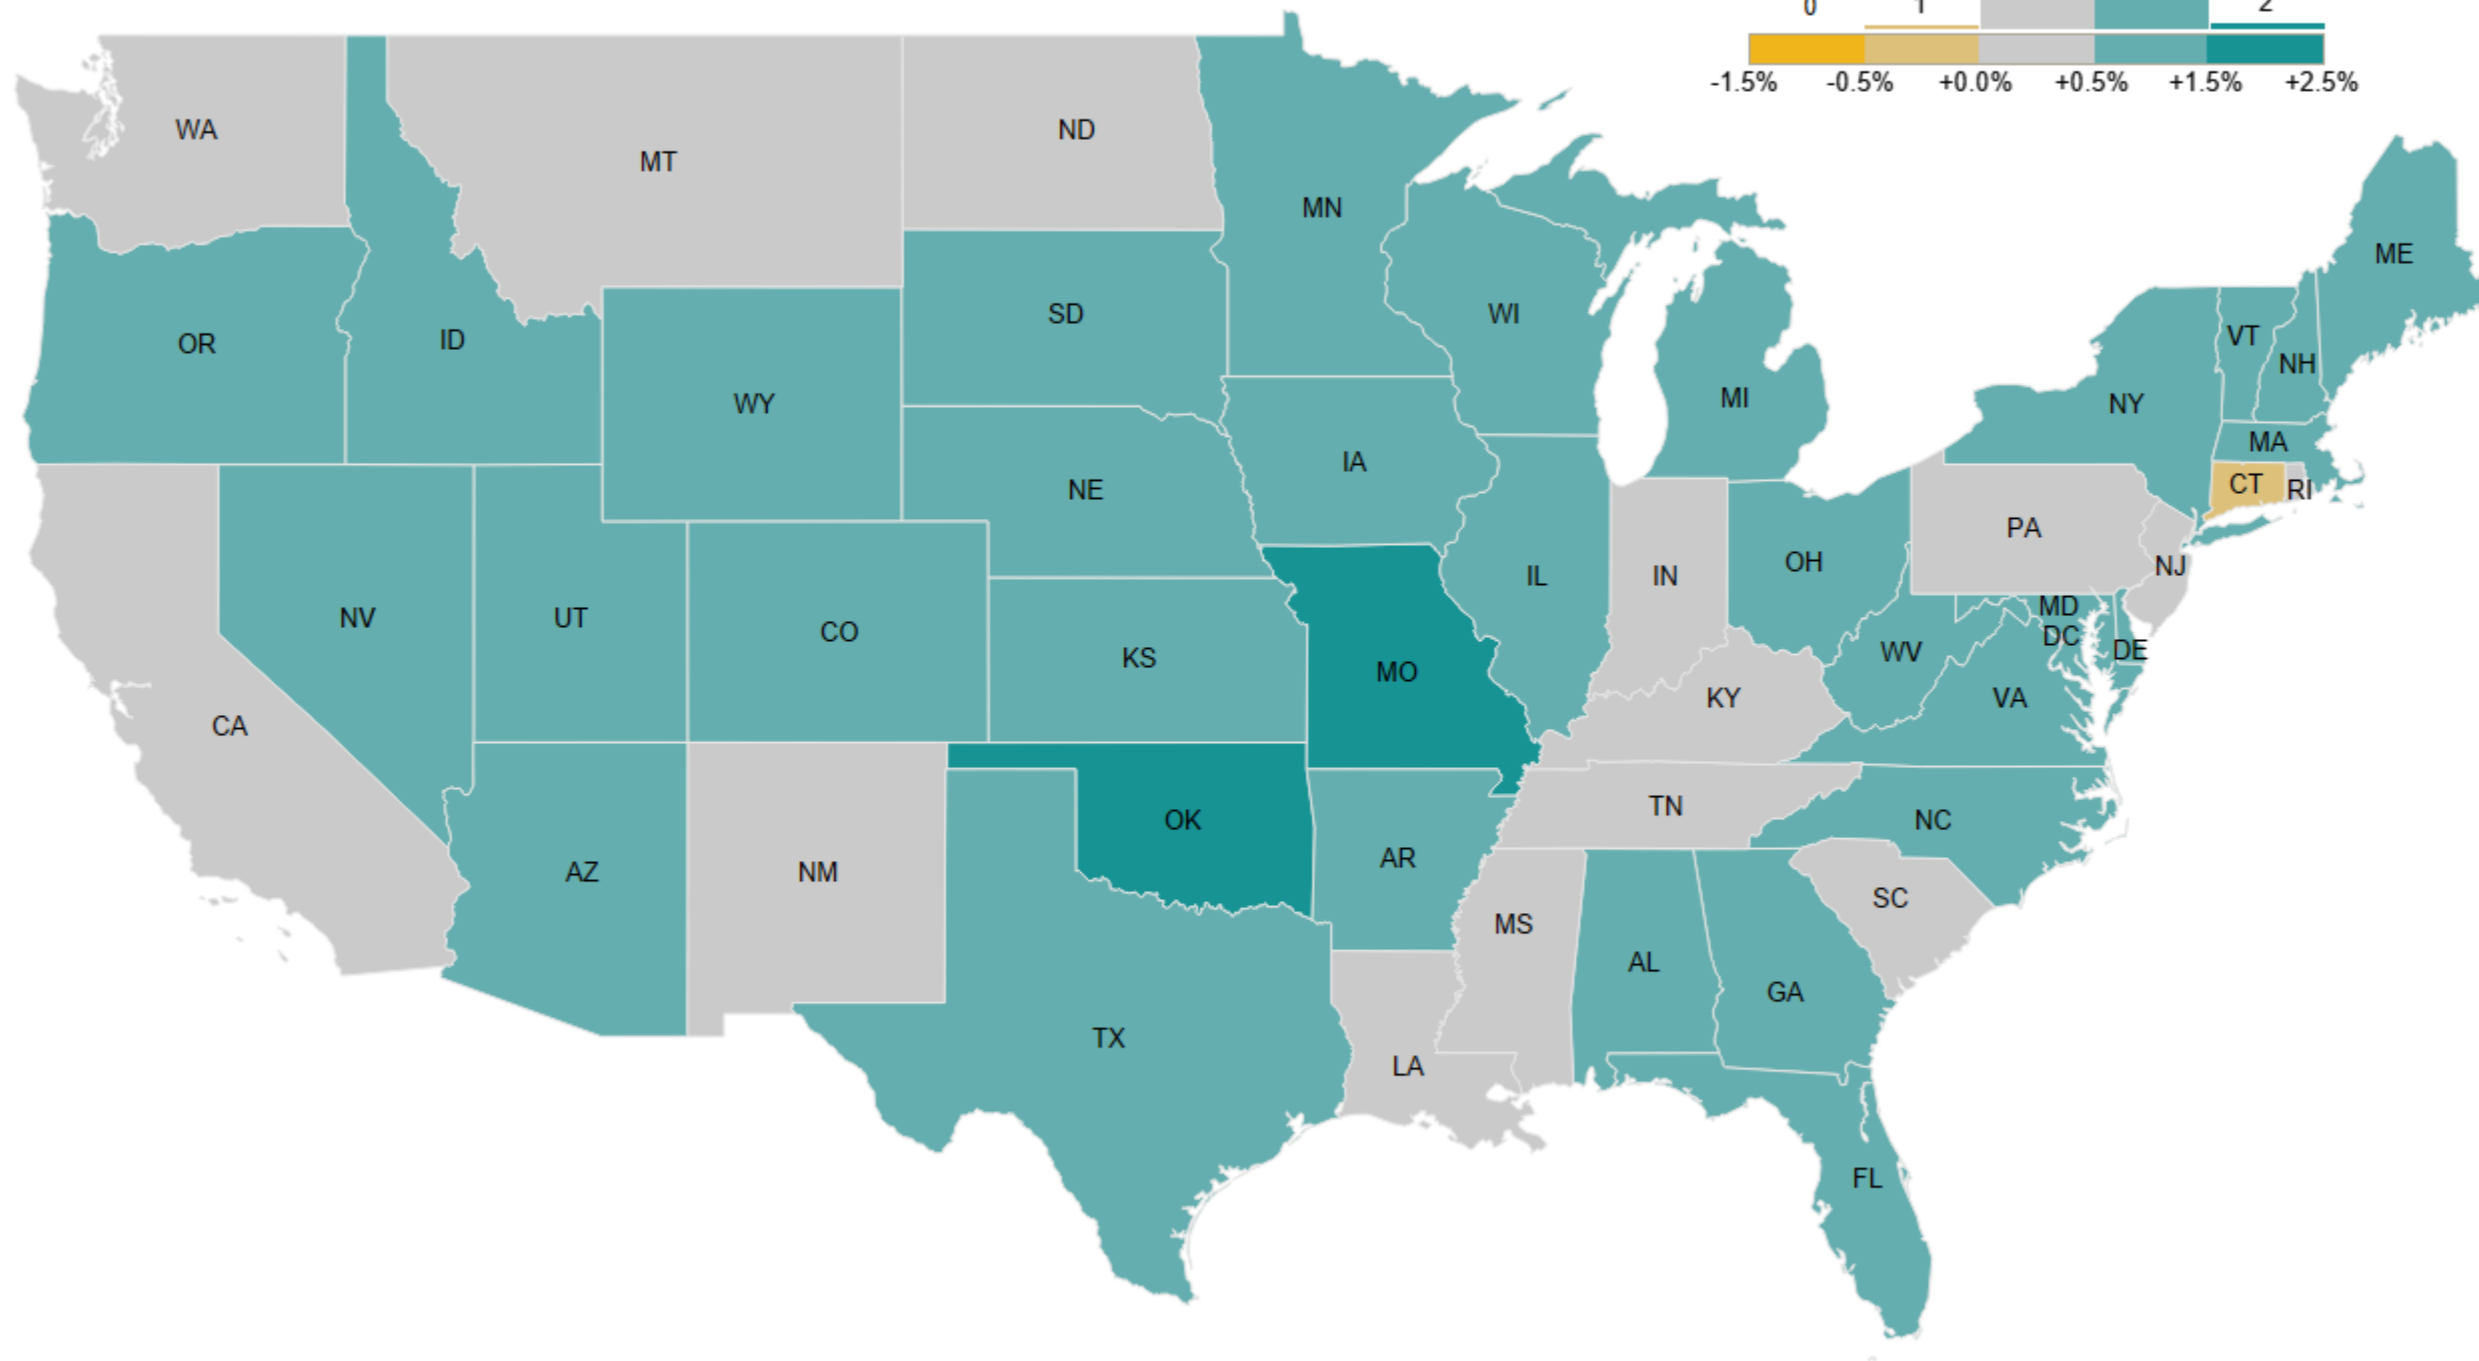 0 1 2
-1.5% -0.5% +0.0% +0.5% +1.5% +2.5%
WA
MT
ND
MN
ME
OR
ID
SD
WI
VT
NH
WY
MI
NY
MA
IA
NE
CT
RI
PA
NJ
OH
IL
IN
MD
NV
UT
CO
DC
KS
WV
DE
MO
KY
VA
CA
TN
OK
NC
AR
AZ
NM
SC
MS
AL
GA
TX
LA
FL